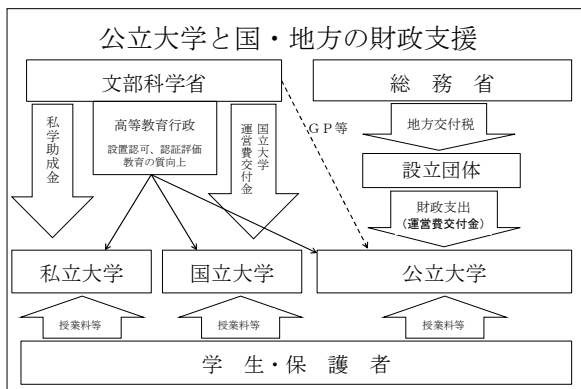 公立大学と国・地方の財政支援
文部科学省
総　務　省
私学助成金
高等教育行政
設置認可、認証評価
教育の質向上
国立大学
運営費交付金
ＧＰ等
地方交付税
設立団体
財政支出
（運営費交付金）
私立大学
国立大学
公立大学
授業料等
授業料等
授業料等
学　生・保　護　者